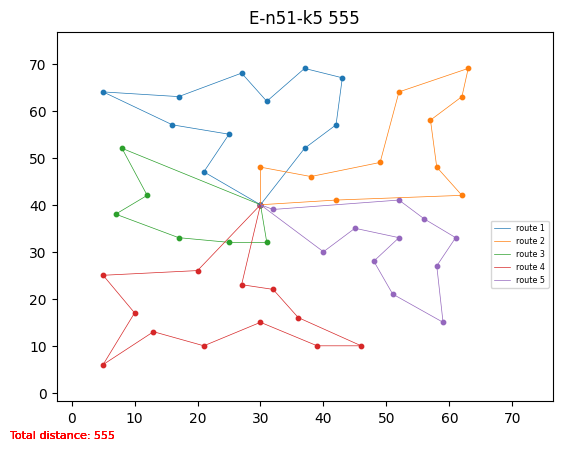 E-n51-k5 555
70
60
50
40
30
20
10
0
route 1
route 2
route 3
route 4
route 5
0 10 20 30 40 50 60 70
Total distance: 555